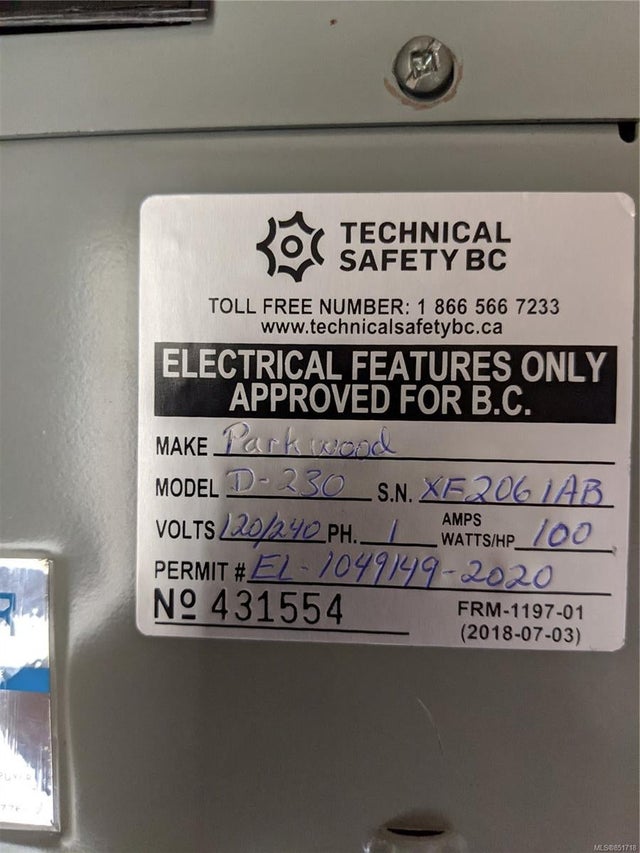 TECHNICAL
SAFETY BC
TOLL FREE NUMBER: 1 866 566 7233
www.technicalsafetybc.ca
ELECTRICAL FEATURES ONLY
APPROVED FOR B.C.
MAKE Parkwood
MODEL D-230 S.N. XF2061AB
VOLTS 120/240 PH. 1 AMPS WATTS/HP 100
PERMIT # EL-1049149-2020
Nº 431554
FRM-1197-01
(2018-07-03)
MLS®851718